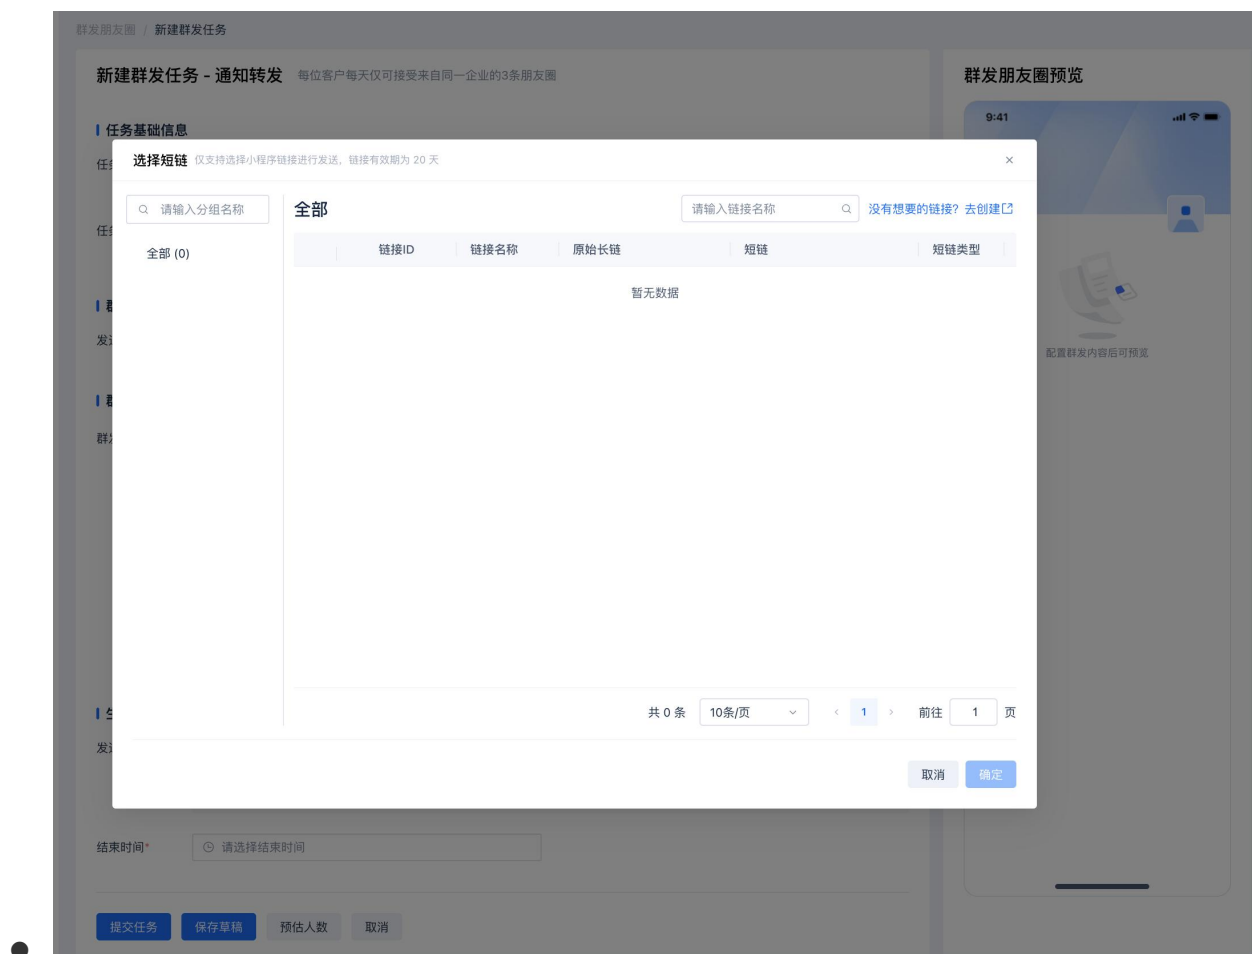 群发朋友圈 / 新建群发任务
新建群发任务 - 通知转发 每位客户每天仅可接受来自同一企业的3条朋友圈
群发朋友圈预览
任务基础信息
9:41
选择短链 仅支持选择小程序链接进行发送，链接有效期为 20 天
请输入分组名称
全部
请输入链接名称
没有想要的链接？去创建
全部 (0)
链接ID 链接名称 原始长链 短链 短链类型
暂无数据
配置群发内容后可预览
共 0 条 10条/页 1 前往 1 页
取消 确定
结束时间* 请选择结束时间
提交任务 保存草稿 预估人数 取消